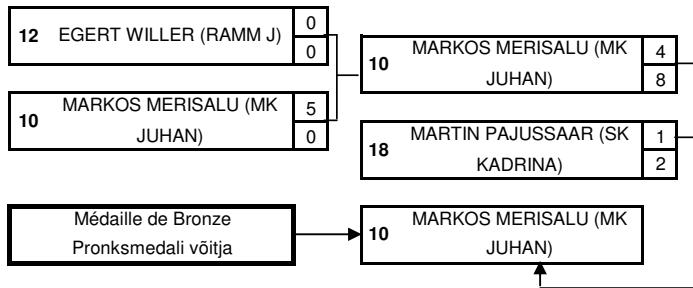 12 EGERT WILLER (RAMM J) 0
0
10 MARKOS MERISALU (MK
JUHAN) 4
8
10 MARKOS MERISALU (MK
JUHAN) 5
0
18 MARTIN PAJUSSAAR (SK
KADRINA) 1
2
Médaille de Bronze
Pronksmedali võitja
10 MARKOS MERISALU (MK
JUHAN)